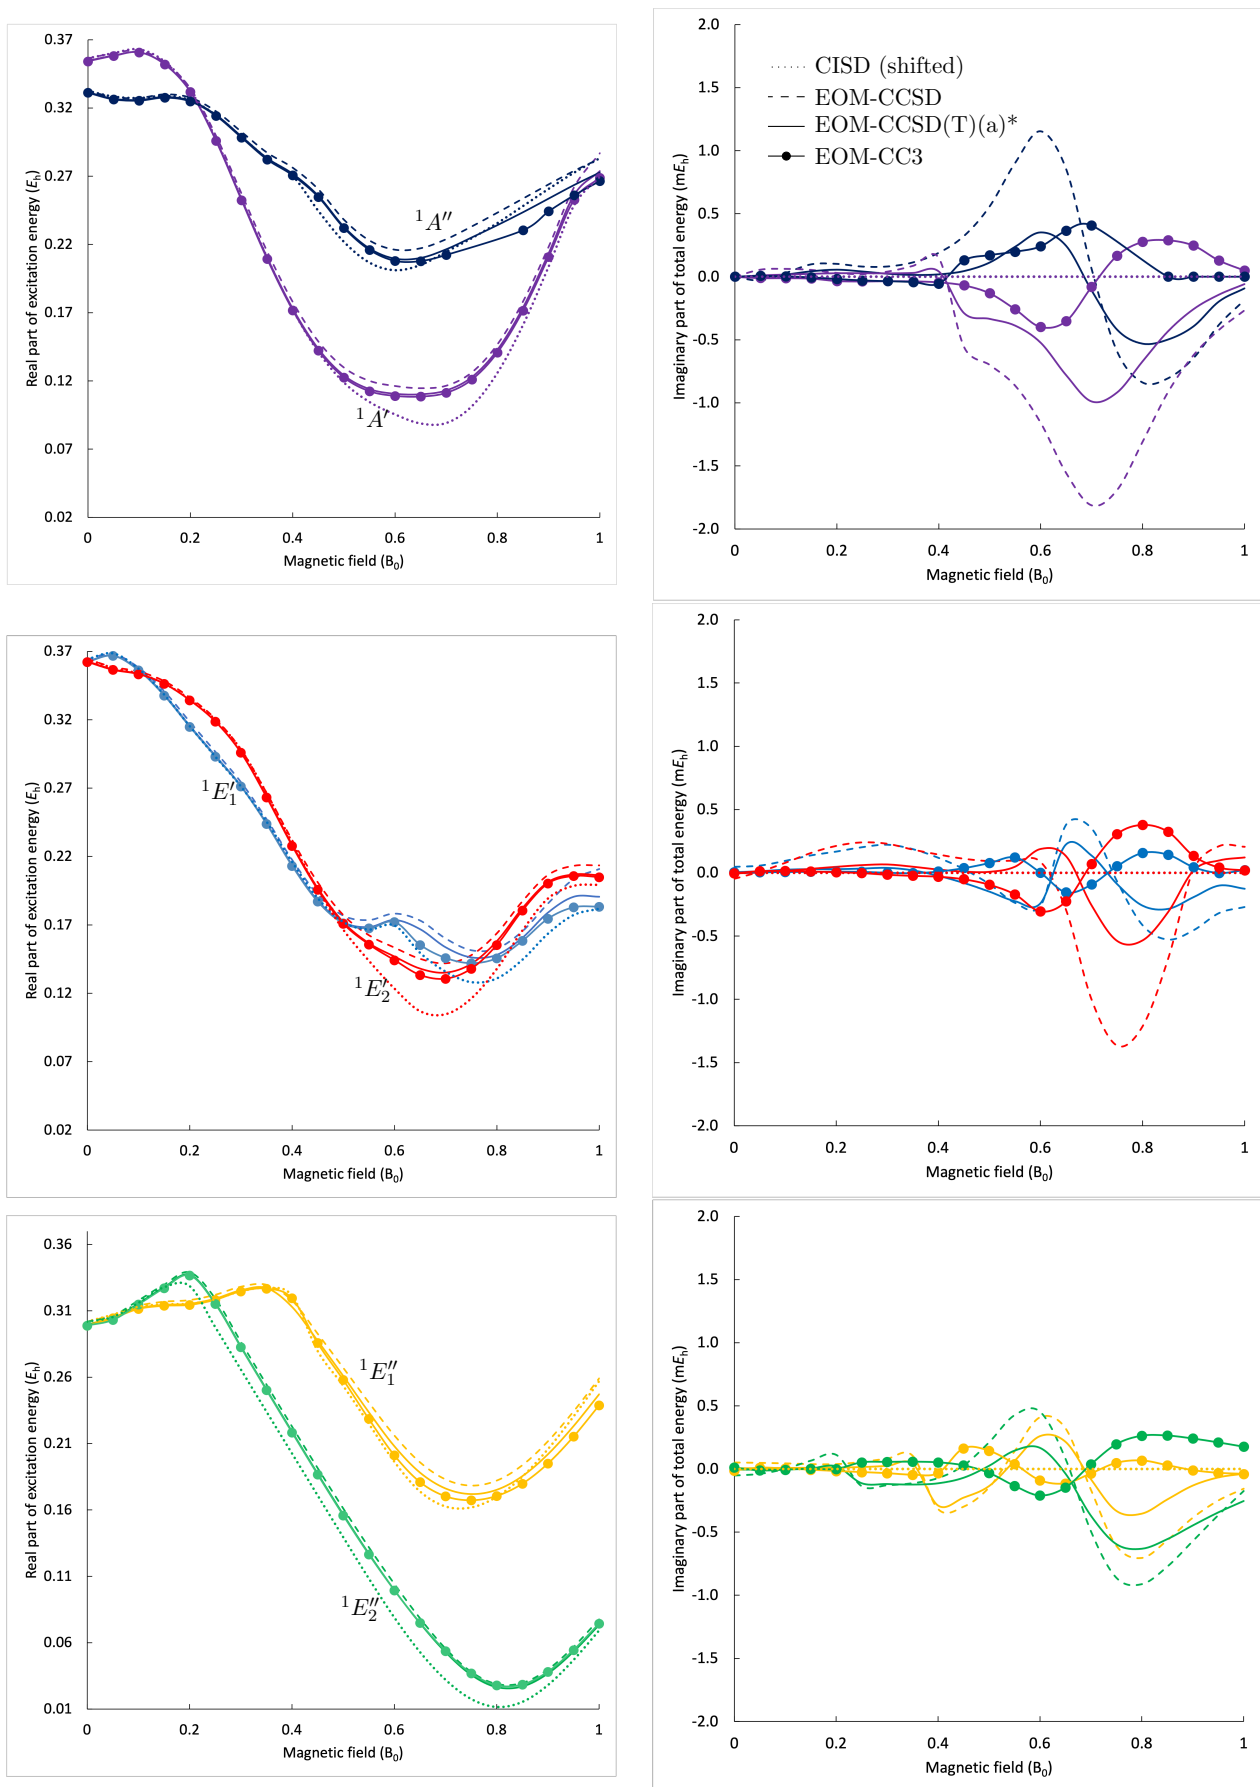 0.37
0.32
0.27
0.22
0.17
0.12
0.07
0.02
Real part of excitation energy (Eh)
0 0.2 0.4 0.6 0.8 1
Magnetic field (B0)
¹A″
¹A′
2.0
1.5
1.0
0.5
0.0
-0.5
-1.0
-1.5
-2.0
Imaginary part of total energy (mEh)
0 0.2 0.4 0.6 0.8 1
Magnetic field (B0)
CISD (shifted)
EOM-CCSD
EOM-CCSD(T)(a)*
EOM-CC3
0.37
0.32
0.27
0.22
0.17
0.12
0.07
0.02
Real part of excitation energy (Eh)
0 0.2 0.4 0.6 0.8 1
Magnetic field (B0)
¹E′₁
¹E′₂
2.0
1.5
1.0
0.5
0.0
-0.5
-1.0
-1.5
-2.0
Imaginary part of total energy (mEh)
0 0.2 0.4 0.6 0.8 1
Magnetic field (B0)
0.36
0.31
0.26
0.21
0.16
0.11
0.06
0.01
Real part of excitation energy (Eh)
0 0.2 0.4 0.6 0.8 1
Magnetic field (B0)
¹E″₁
¹E″₂
2.0
1.5
1.0
0.5
0.0
-0.5
-1.0
-1.5
-2.0
Imaginary part of total energy (mEh)
0 0.2 0.4 0.6 0.8 1
Magnetic field (B0)